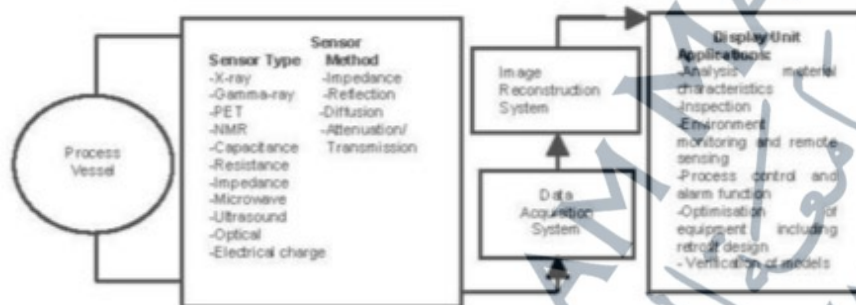 Process
Vessel
Sensor
Sensor Type
-X-ray
-Gamma-ray
-PET
-NMR
-Capacitance
-Resistance
-Impedance
-Microwave
-Ultrasound
-Optical
-Electrical charge
Method
-Impedance
-Reflection
-Diffusion
-Attenuation/
Transmission
Image
Reconstruction
System
Data
Acquisition
System
Display Unit
Applications:
-Analysis material
characteristics
-Inspection
-Environment
monitoring and remote
sensing
-Process control and
alarm function
-Optimisation of
equipment including
retrofit design
- Verification of models